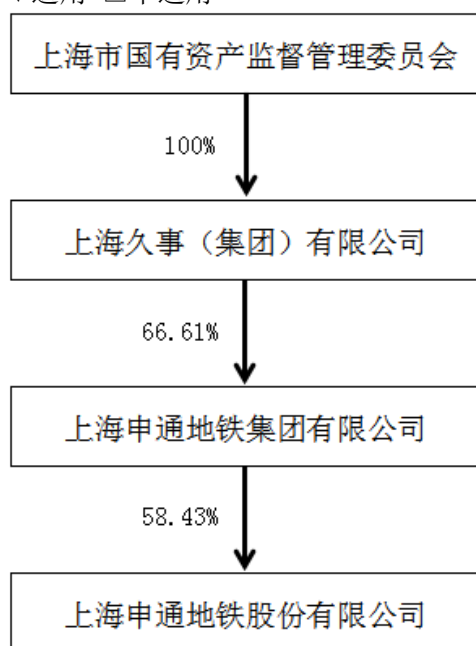 上海市国有资产监督管理委员会
100%
上海久事（集团）有限公司
66.61%
上海申通地铁集团有限公司
58.43%
上海申通地铁股份有限公司